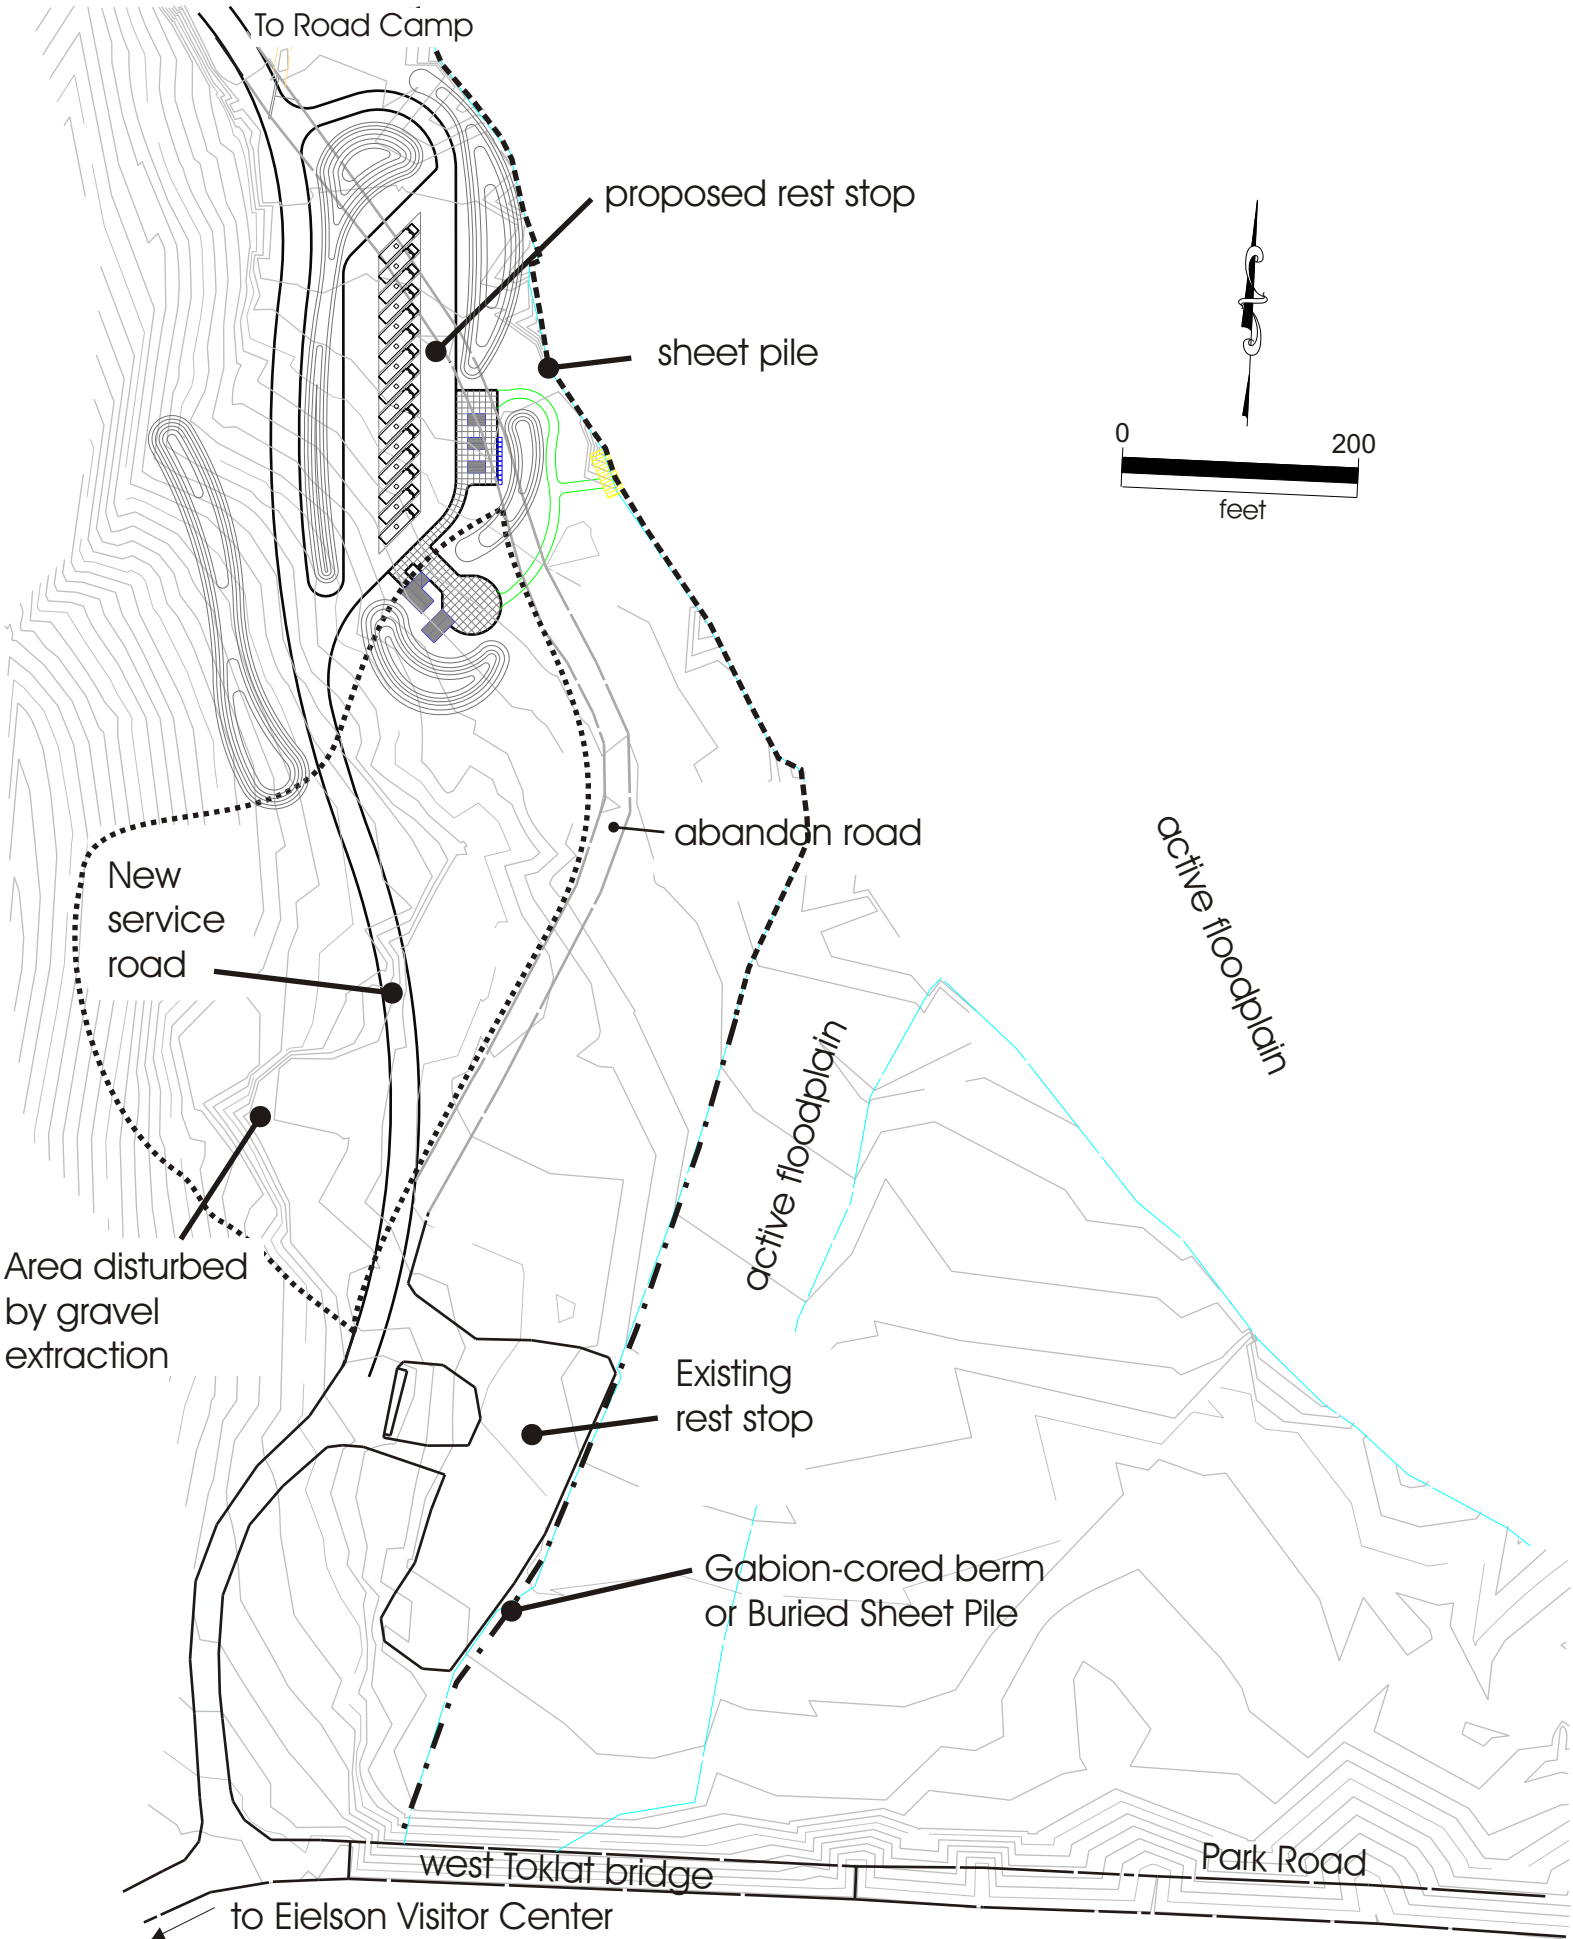 To Road Camp
proposed rest stop
sheet pile
0
200
feet
abandon road
New
service
road
active floodplain
active floodplain
Area disturbed
by gravel
extraction
Existing
rest stop
Gabion-cored berm
or Buried Sheet Pile
west Toklat bridge
Park Road
to Eielson Visitor Center